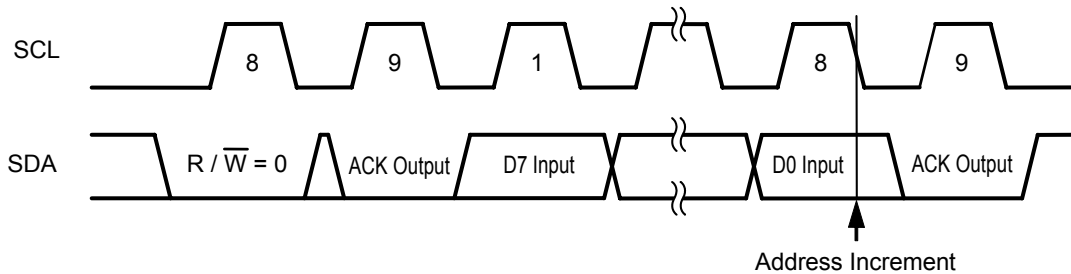 SCL
8 9 1 8 9
SDA
R / W̅ = 0 ACK Output D7 Input D0 Input ACK Output
Address Increment